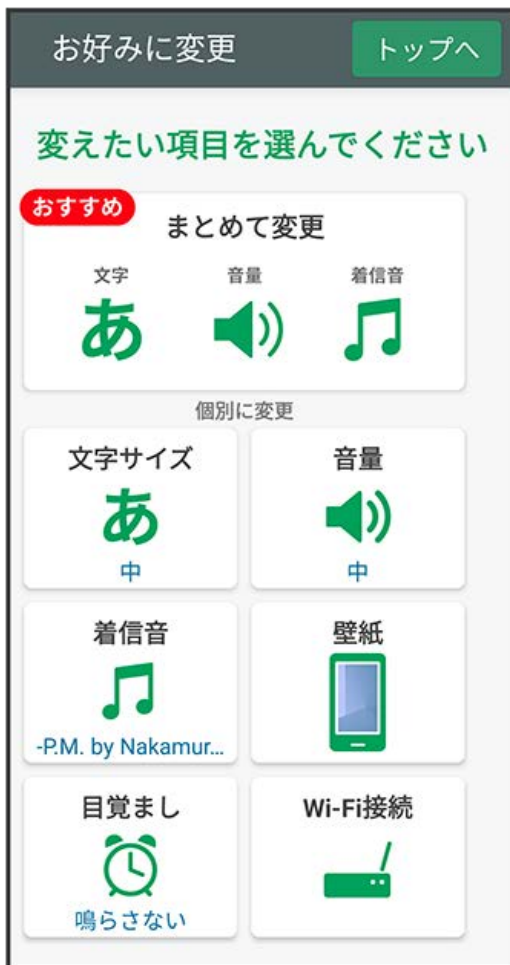 お好みに変更
トップへ
変えたい項目を選んでください
おすすめ
まとめて変更
文字 音量 着信音
あ
個別に変更
文字サイズ 音量
あ
中 中
着信音 壁紙
-P.M. by Nakamur...
目覚まし Wi-Fi接続
鳴らさない